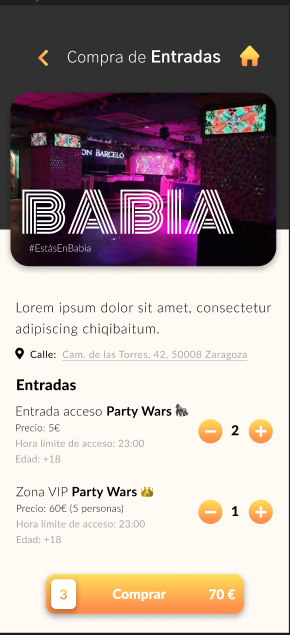 Compra de Entradas
ON BARCELÓ
BABIA
#EstásEnBabia
Lorem ipsum dolor sit amet, consectetur
adipiscing chiqibaitum.
Calle: Cam. de las Torres, 42, 50008 Zaragoza
Entradas
Entrada acceso Party Wars 🦍
Precio: 5€
Hora límite de acceso: 23:00
Edad: +18
2
Zona VIP Party Wars 👑
Precio: 60€ (5 personas)
Hora límite de acceso: 23:00
Edad: +18
1
3 Comprar 70 €